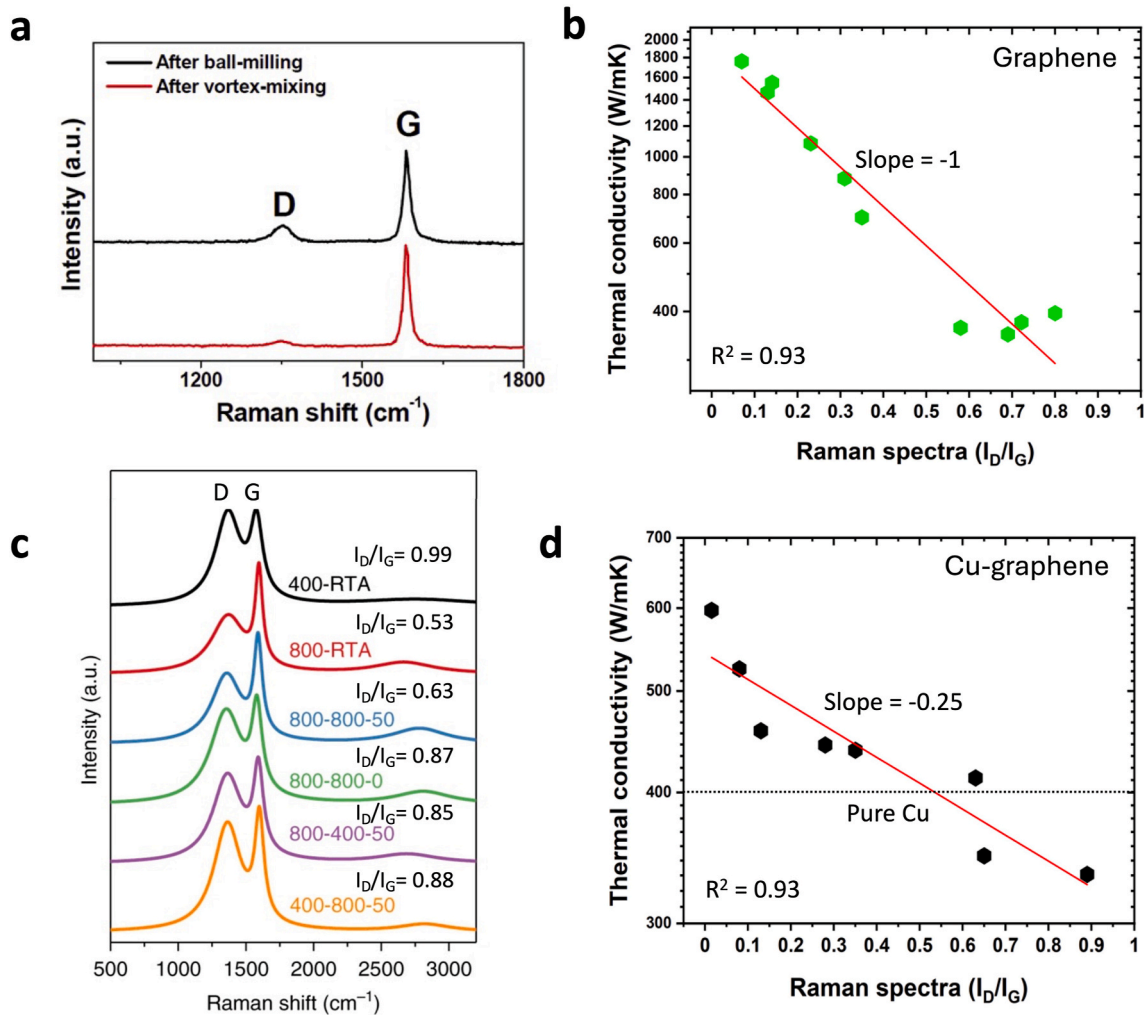 a
After ball-milling
After vortex-mixing
D
G
Intensity (a.u.)
1200
1500
1800
Raman shift (cm⁻¹)
b
Graphene
Thermal conductivity (W/mK)
2000
1600
1400
1200
1000
800
600
400
Slope = -1
R² = 0.93
0
0.1
0.2
0.3
0.4
0.5
0.6
0.7
0.8
0.9
1
Raman spectra (I_D/I_G)
c
D
G
I_D/I_G= 0.99
400-RTA
I_D/I_G= 0.53
800-RTA
I_D/I_G= 0.63
800-800-50
I_D/I_G= 0.87
800-800-0
I_D/I_G= 0.85
800-400-50
I_D/I_G= 0.88
400-800-50
Intensity (a.u.)
500
1000
1500
2000
2500
3000
Raman shift (cm⁻¹)
d
Cu-graphene
Thermal conductivity (W/mK)
700
600
500
400
300
Slope = -0.25
Pure Cu
R² = 0.93
0
0.1
0.2
0.3
0.4
0.5
0.6
0.7
0.8
0.9
1
Raman spectra (I_D/I_G)